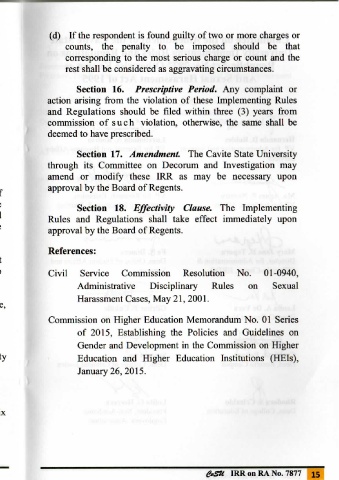 (d) If the respondent is found guilty of two or more charges or
counts, the penalty to be imposed should be that
corresponding to the most serious charge or count and the
rest shall be considered as aggravating circumstances.
Section 16. Prescriptive Period. Any complaint or
action arising from the violation of these Implementing Rules
and Regulations should be filed within three (3) years from
commission of such violation, otherwise, the same shall be
deemed to have prescribed.
Section 17. Amendment. The Cavite State University
through its Committee on Decorum and Investigation may
amend or modify these IRR as may be necessary upon
approval by the Board of Regents.
Section 18. Effectivity Clause. The Implementing
Rules and Regulations shall take effect immediately upon
approval by the Board of Regents.
References:
Civil Service Commission Resolution No. 01-0940,
Administrative Disciplinary Rules on Sexual
Harassment Cases, May 21, 2001.
Commission on Higher Education Memorandum No. 01 Series
of 2015, Establishing the Policies and Guidelines on
Gender and Development in the Commission on Higher
Education and Higher Education Institutions (HEIs),
January 26, 2015.
CvSU IRR on RA No. 7877 15